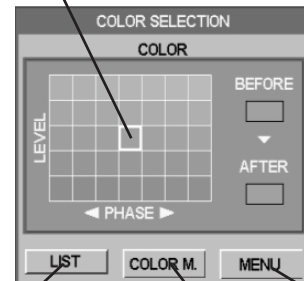 COLOR SELECTION
COLOR
BEFORE
LEVEL
AFTER
◄ PHASE ►
LIST
COLOR M.
MENU